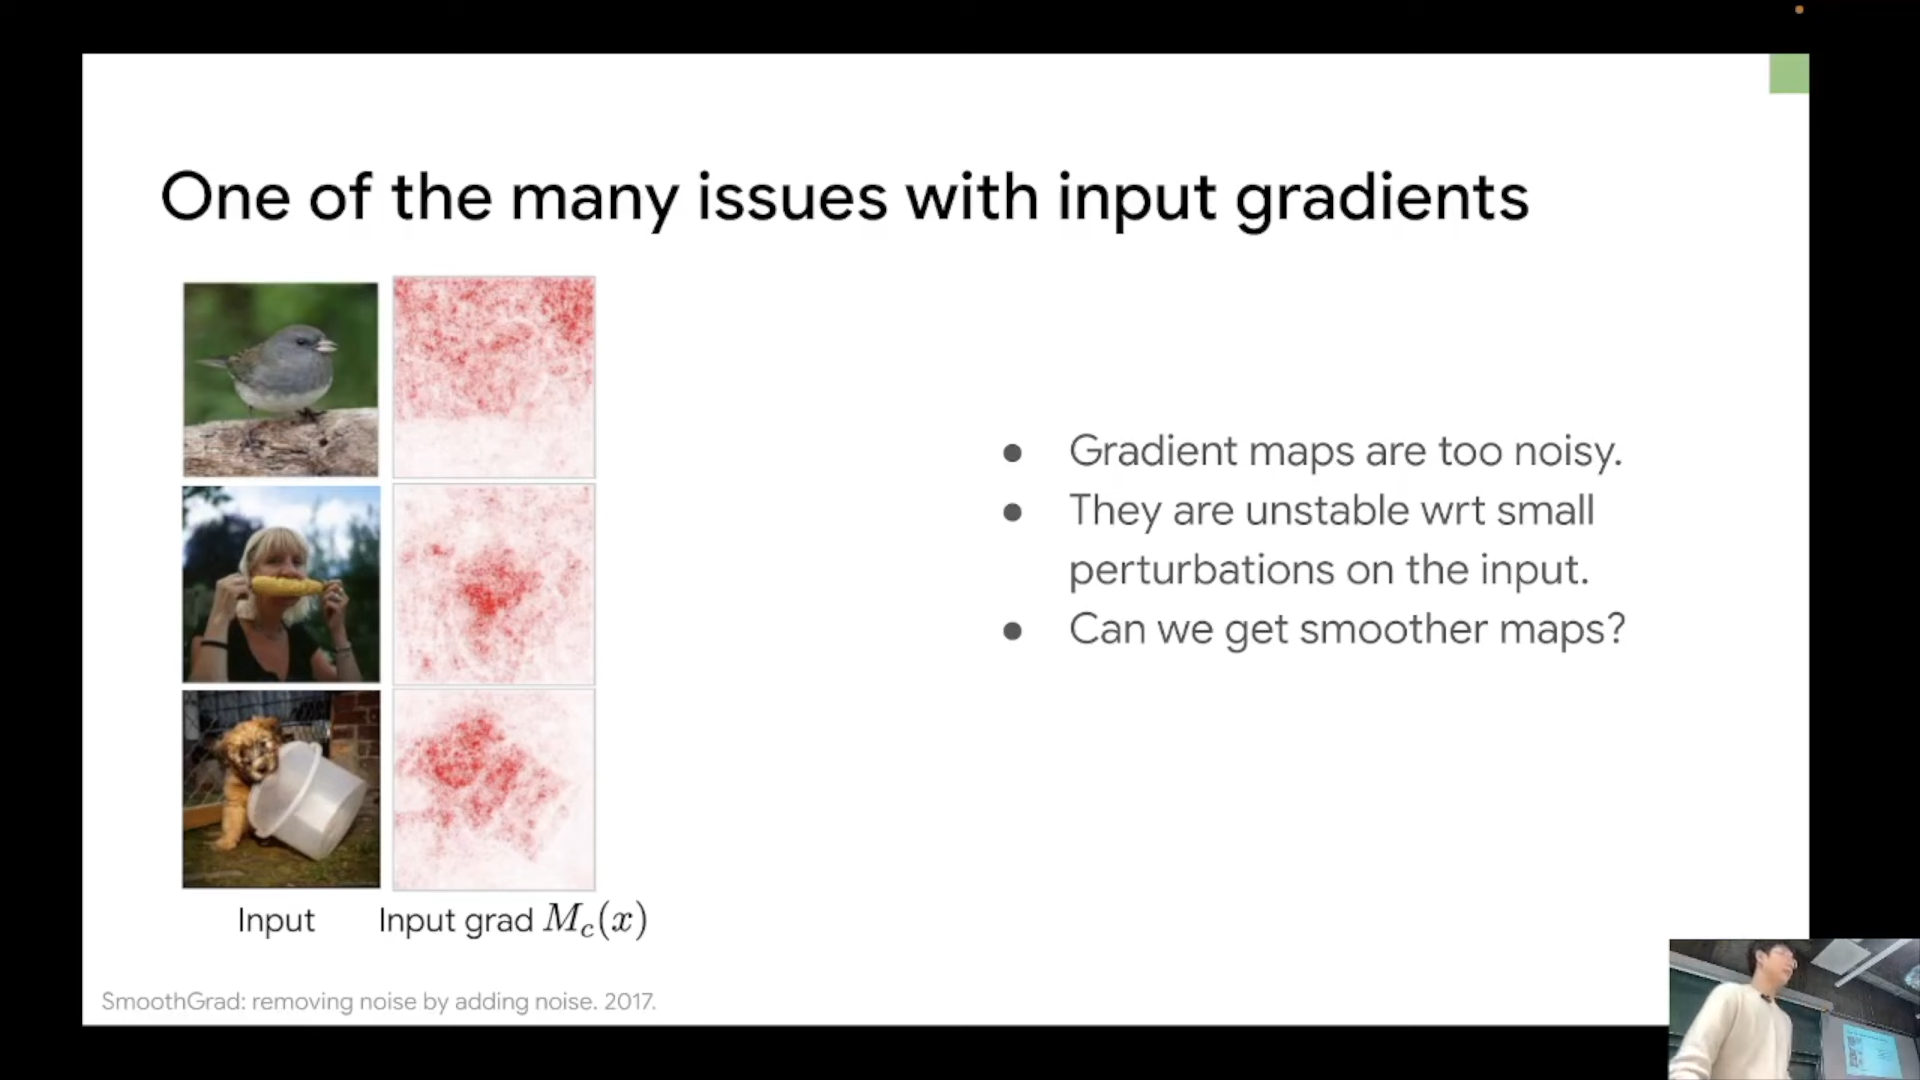 One of the many issues with input gradients
● Gradient maps are too noisy.
● They are unstable wrt small
perturbations on the input.
● Can we get smoother maps?
Input
Input grad M_c(x)
SmoothGrad: removing noise by adding noise. 2017.